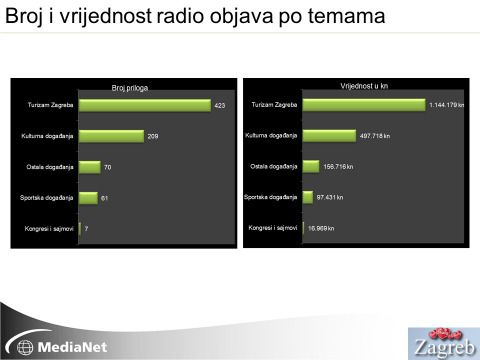 Broj i vrijednost radio objava po temama
Broj priloga
Turizam Zagreba 423
Kulturna događanja 209
Ostala događanja 70
Sportska događanja 61
Kongresi i sajmovi 7
Vrijednost u kn
Turizam Zagreba 1.144.179 kn
Kulturna događanja 497.718 kn
Ostala događanja 156.716 kn
Sportska događanja 97.431 kn
Kongresi i sajmovi 16.969 kn
MediaNet
Zagreb